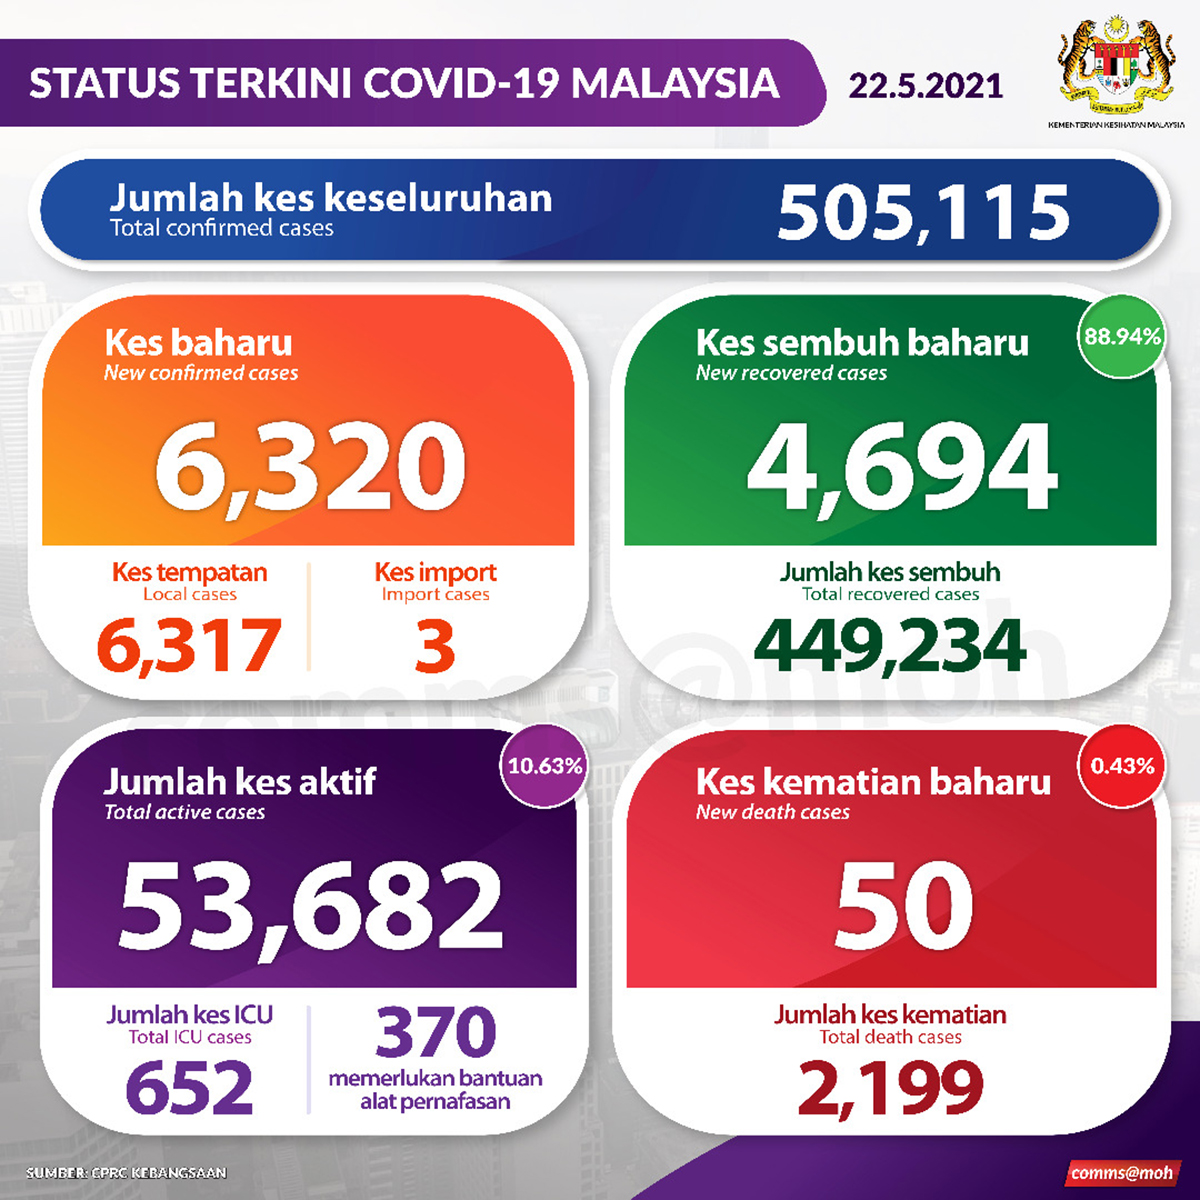 STATUS TERKINI COVID-19 MALAYSIA
22.5.2021
KEMENTERIAN KESIHATAN MALAYSIA
Jumlah kes keseluruhan
Total confirmed cases
505,115
Kes baharu
New confirmed cases
6,320
Kes tempatan
Local cases
6,317
Kes import
Import cases
3
Kes sembuh baharu
New recovered cases
88.94%
4,694
Jumlah kes sembuh
Total recovered cases
449,234
comms@moh
Jumlah kes aktif
Total active cases
10.63%
53,682
Jumlah kes ICU
Total ICU cases
652
370
memerlukan bantuan
alat pernafasan
Kes kematian baharu
New death cases
0.43%
50
Jumlah kes kematian
Total death cases
2,199
SUMBER: CPRC KEBANGSAAN
comms@moh